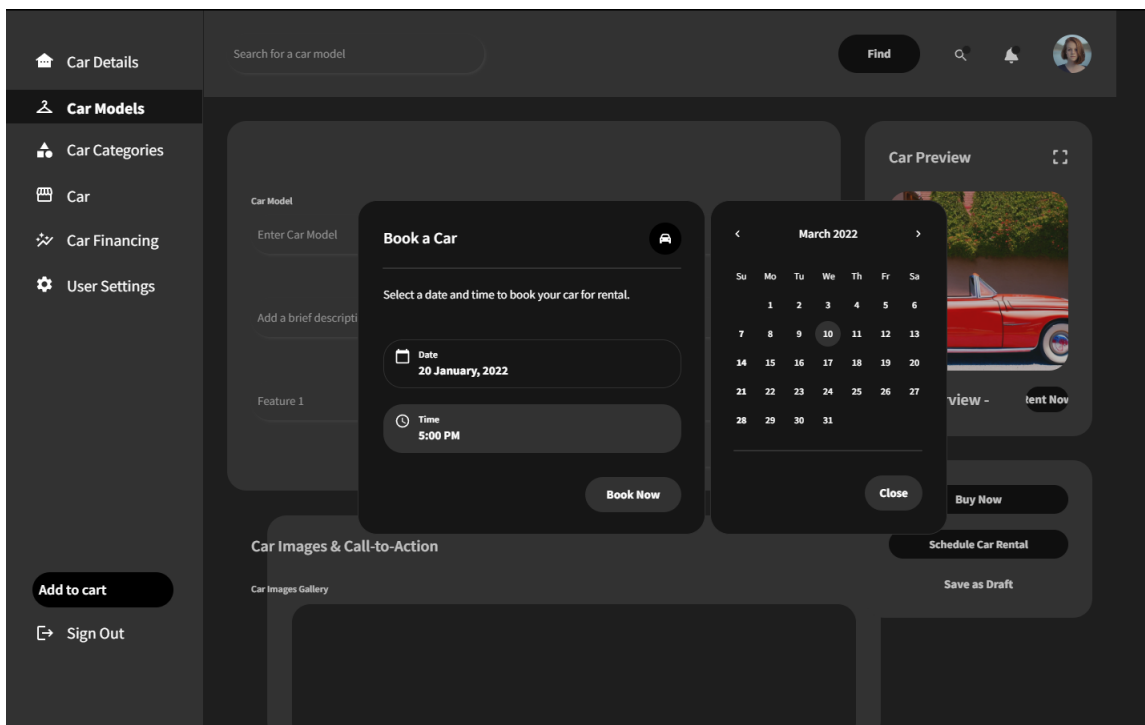 Car Details
Car Models
Car Categories
Car
Car Financing
User Settings
Add to cart
Sign Out
Search for a car model
Find
Car Model
Enter Car Model
Add a brief descripti
Feature 1
Book a Car
Select a date and time to book your car for rental.
Date
20 January, 2022
Time
5:00 PM
Book Now
March 2022
Su Mo Tu We Th Fr Sa
1 2 3 4 5 6
7 8 9 10 11 12 13
14 15 16 17 18 19 20
21 22 23 24 25 26 27
28 29 30 31
Close
Car Preview
view -
Rent Now
Buy Now
Schedule Car Rental
Save as Draft
Car Images & Call-to-Action
Car Images Gallery